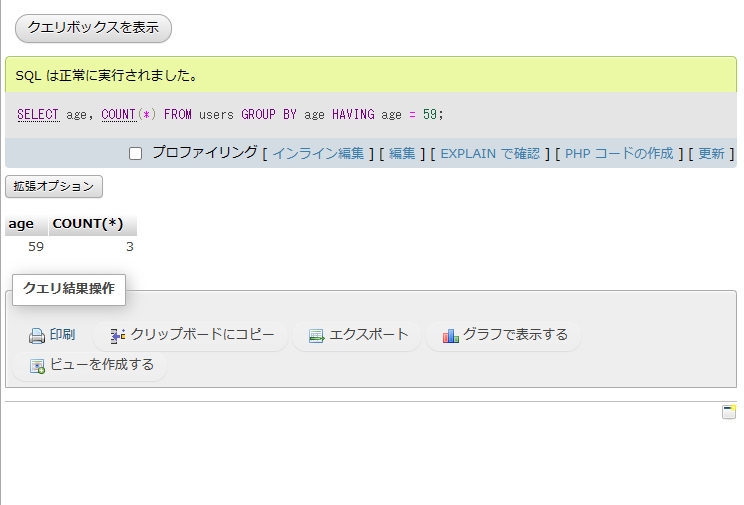 クエリボックスを表示
SQL は正常に実行されました。
SELECT age, COUNT(*) FROM users GROUP BY age HAVING age = 59;
プロファイリング [ インライン編集 ] [ 編集 ] [ EXPLAIN で確認 ] [ PHP コードの作成 ] [ 更新 ]
拡張オプション
age COUNT(*)
59 3
クエリ結果操作
印刷 クリップボードにコピー エクスポート グラフで表示する
ビューを作成する